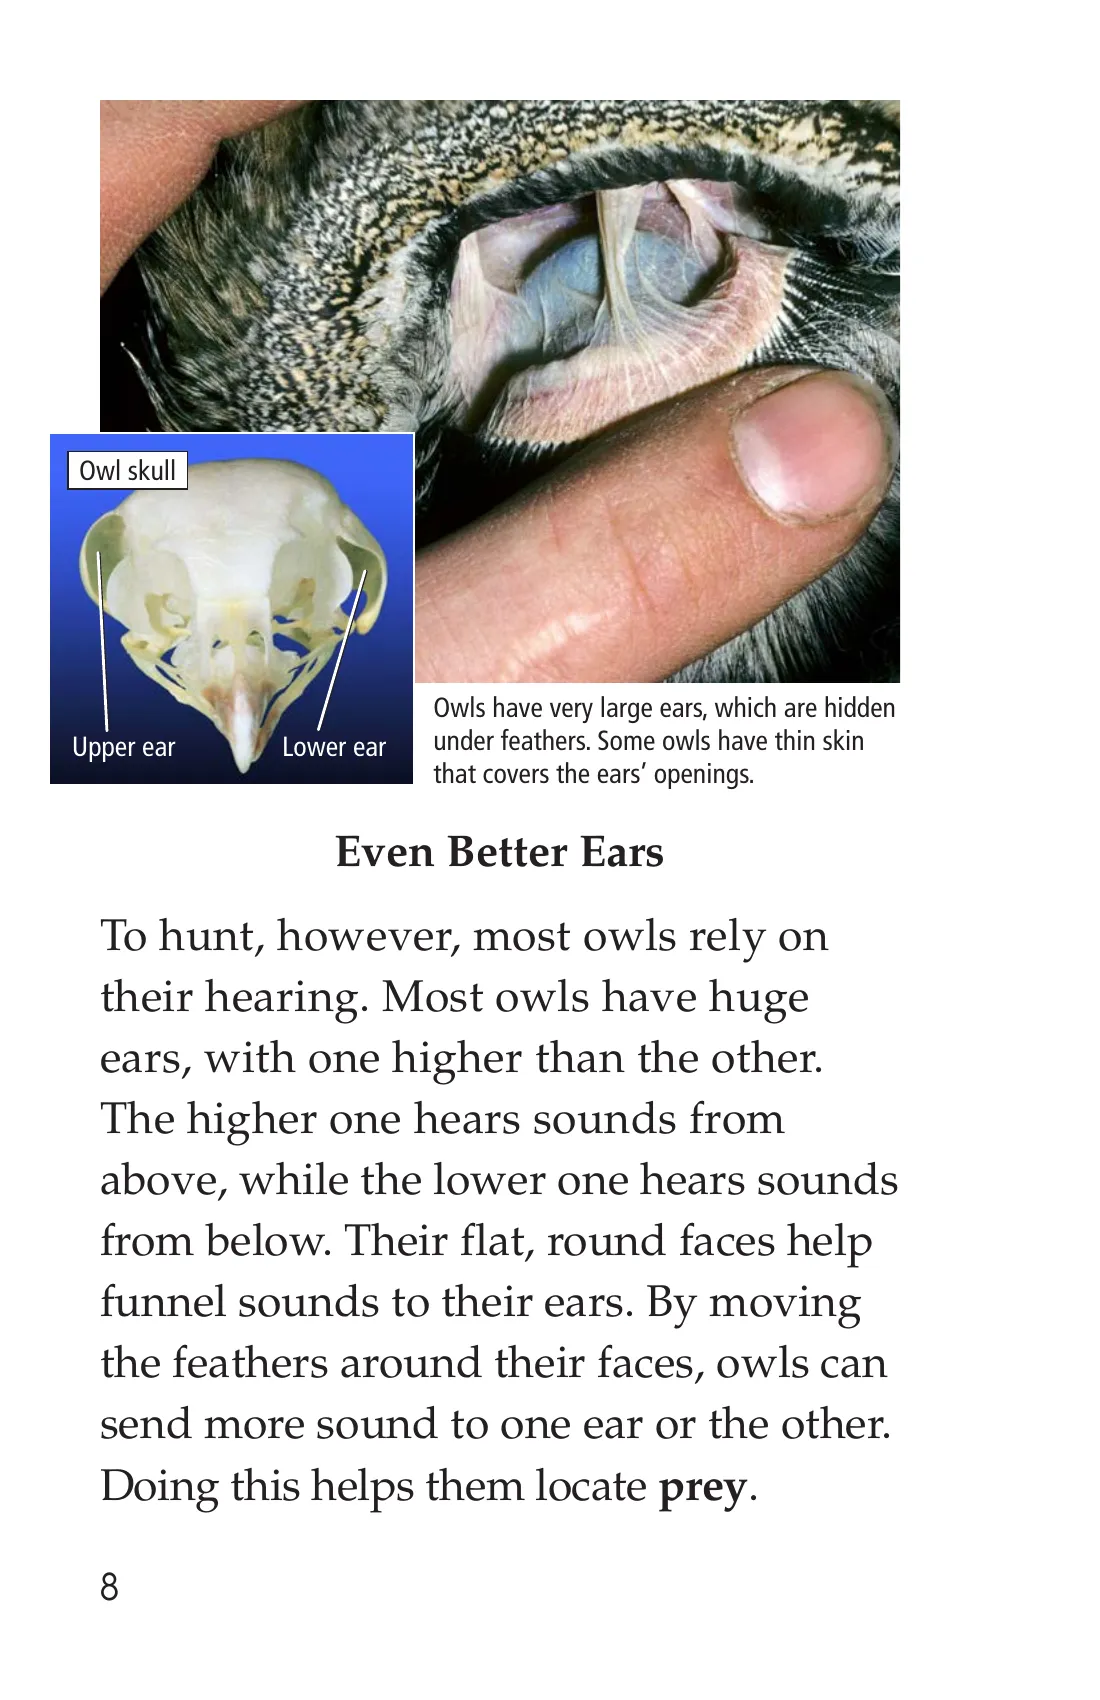 Owl skull
Upper ear
Lower ear
Owls have very large ears, which are hidden
under feathers. Some owls have thin skin
that covers the ears’ openings.
Even Better Ears
To hunt, however, most owls rely on
their hearing. Most owls have huge
ears, with one higher than the other.
The higher one hears sounds from
above, while the lower one hears sounds
from below. Their flat, round faces help
funnel sounds to their ears. By moving
the feathers around their faces, owls can
send more sound to one ear or the other.
Doing this helps them locate prey.
8